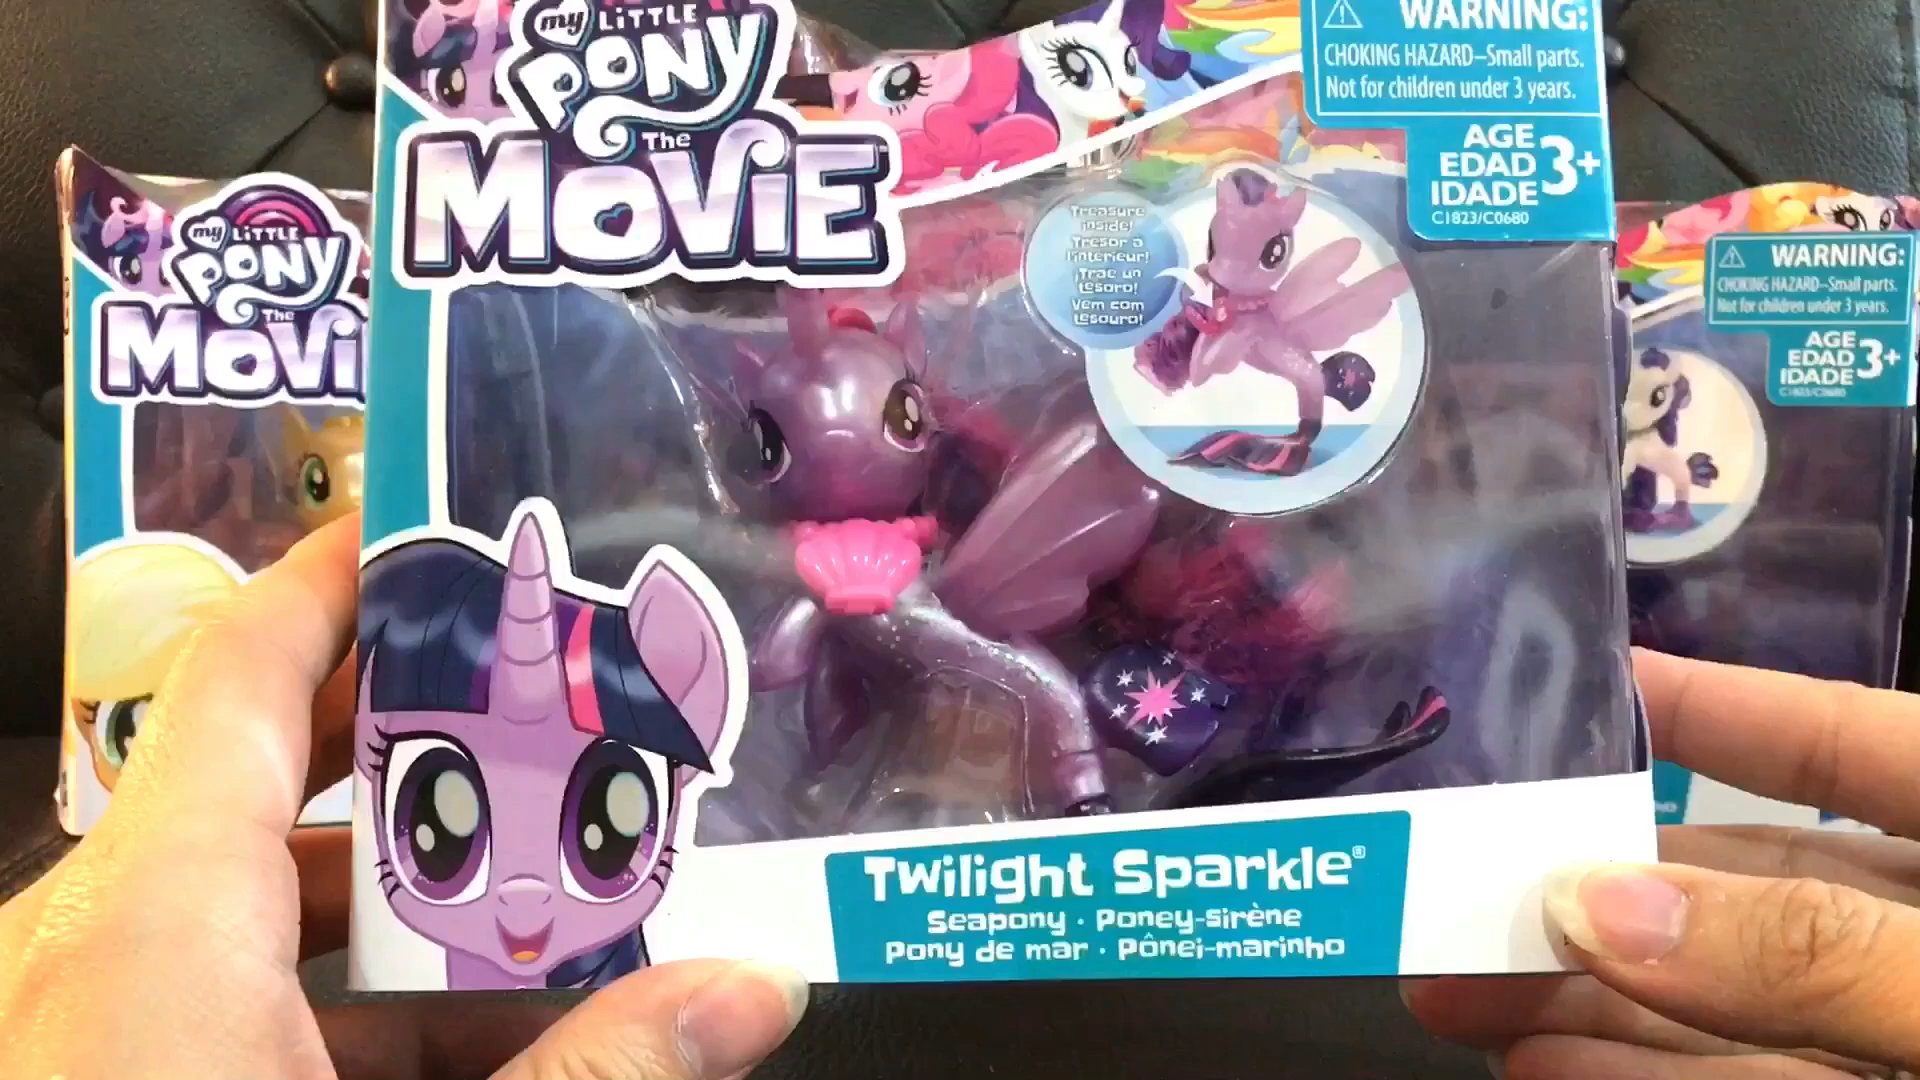 my LiTTLE
PONY
The
MOViE
WARNING:
CHOKING HAZARD–Small parts.
Not for children under 3 years.
AGE
EDAD
IDADE
3+
C1823/C0680
Treasure
inside!
Tresor a
l'interieur!
¡Trae un
tesoro!
Vem com
tesouro!
Twilight Sparkle®
Seapony · Poney-sirène
Pony de mar · Pônei-marinho
my LiTTLE
PONY
The
MOVi
WARNING:
CHOKING HAZARD–Small parts.
Not for children under 3 years.
AGE
EDAD
IDADE
3+